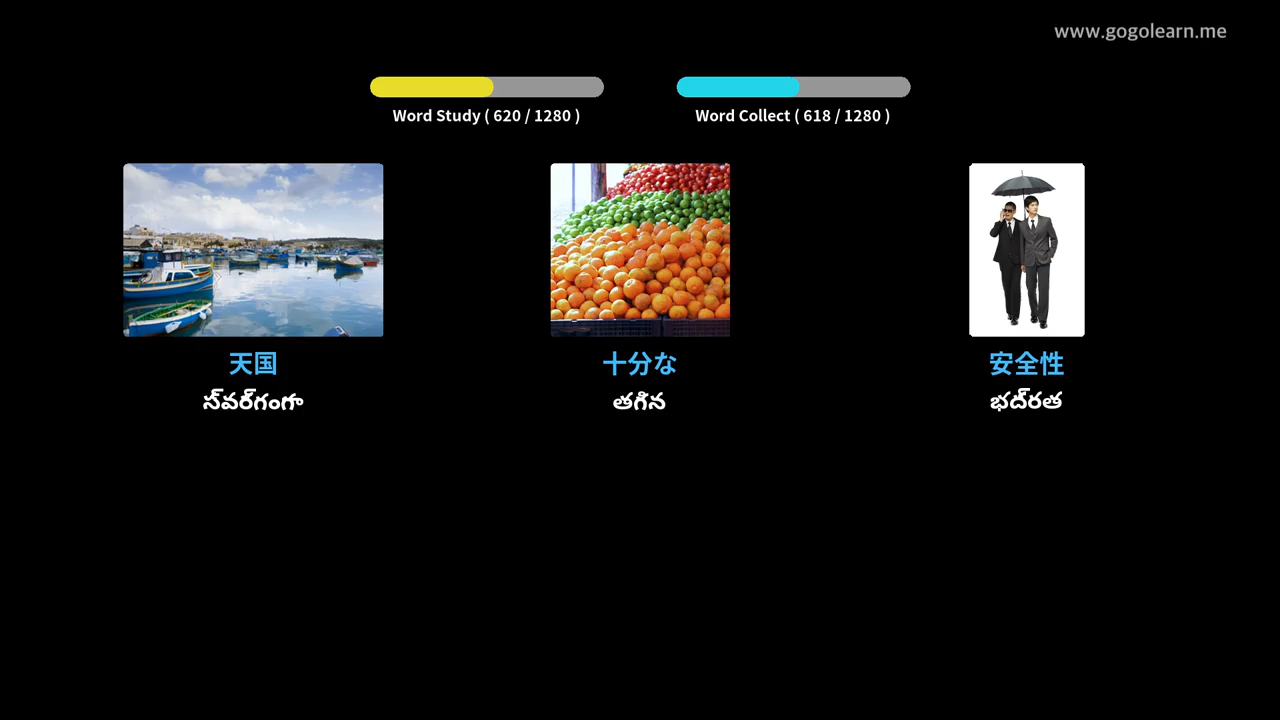 www.gogolearn.me
Word Study ( 620 / 1280 )
Word Collect ( 618 / 1280 )
天国
十分な
安全性
స్వర్గంగా
తగిన
భద్రత